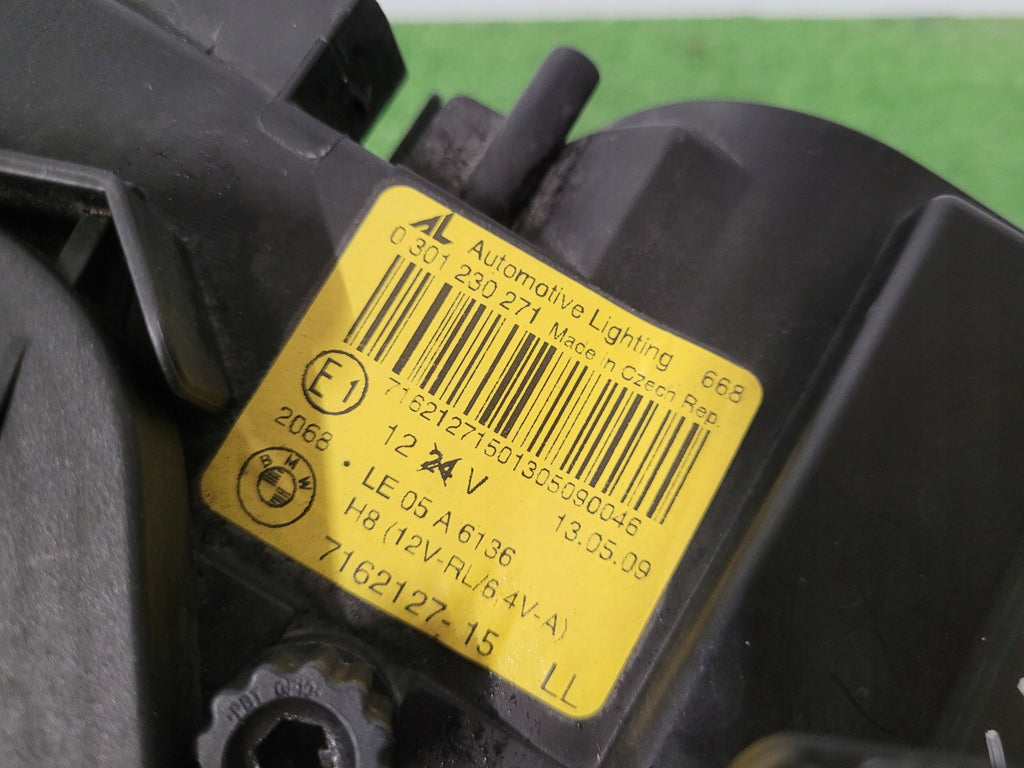 AL Automotive Lighting 668
0 301 230 271 Made in Czech Rep.
E1
71621271501305090046
2068
12 24 V 13.05.09
BMW
LE 05 A 6136
H8 (12V-RL/6,4V-A)
7162127-15 LL